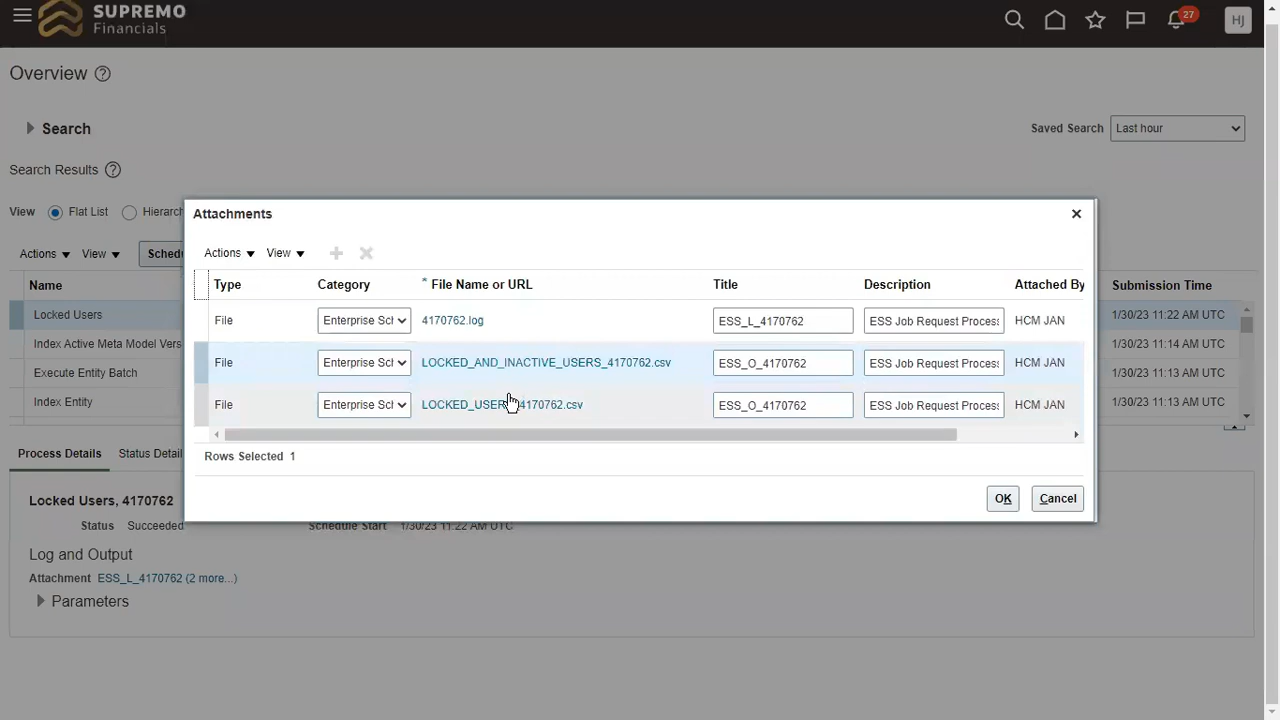 SUPREMO
Financials
27
HJ
Overview ?
Search
Saved Search Last hour
Search Results ?
View Flat List Hierarch
Actions View Schedu
Name Submission Time
Locked Users 1/30/23 11:22 AM UTC
Index Active Meta Model Vers 1/30/23 11:14 AM UTC
Execute Entity Batch 1/30/23 11:13 AM UTC
Index Entity 1/30/23 11:13 AM UTC
Attachments
Actions View
Type Category * File Name or URL Title Description Attached By
File Enterprise Sch 4170762.log ESS_L_4170762 ESS Job Request Process HCM JAN
File Enterprise Sch LOCKED_AND_INACTIVE_USERS_4170762.csv ESS_O_4170762 ESS Job Request Process HCM JAN
File Enterprise Sch ESS_O_4170762 ESS Job Request Process HCM JAN
Rows Selected 1
OK Cancel
Process Details Status Detail
Locked Users, 4170762
Status Succeeded Schedule Start 1/30/23 11:22 AM UTC
Log and Output
Attachment ESS_L_4170762 (2 more...)
Parameters